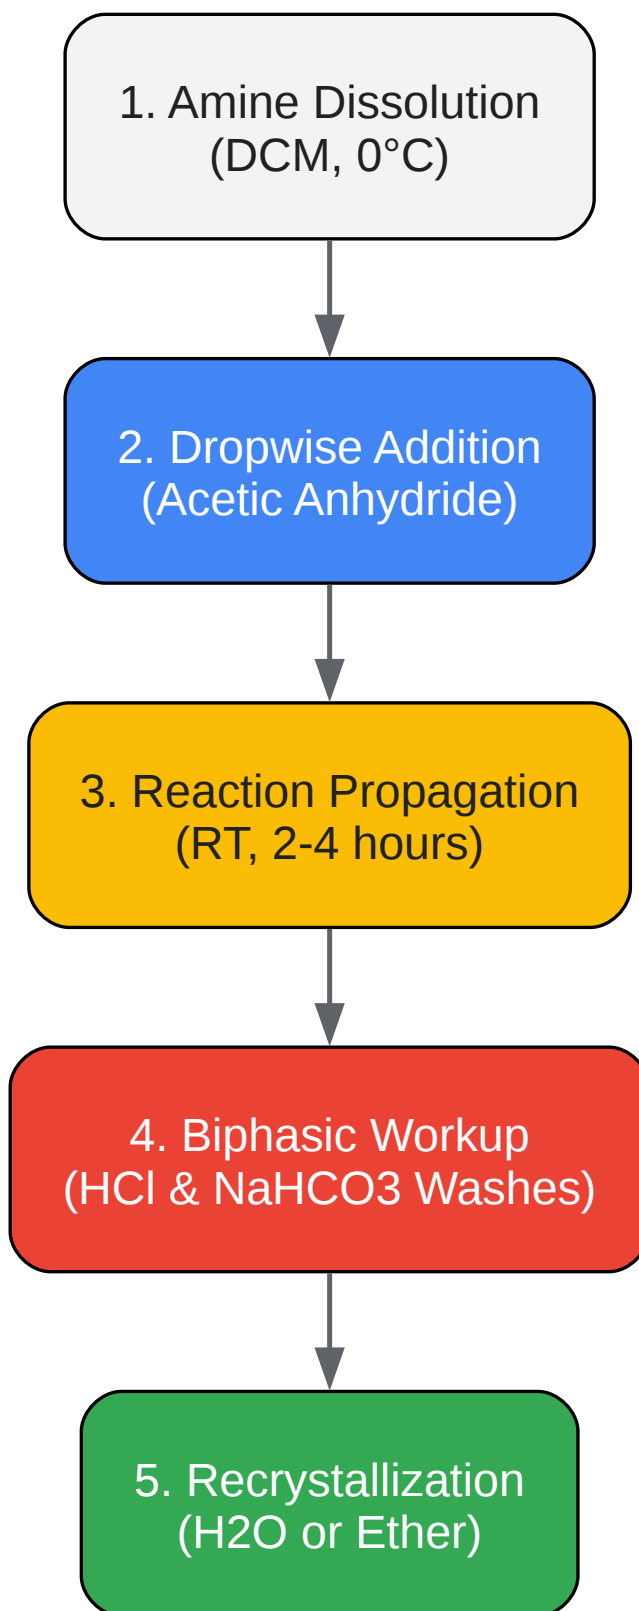 1. Amine Dissolution
(DCM, 0°C)
2. Dropwise Addition
(Acetic Anhydride)
3. Reaction Propagation
(RT, 2-4 hours)
4. Biphasic Workup
(HCl & NaHCO3 Washes)
5. Recrystallization
(H2O or Ether)